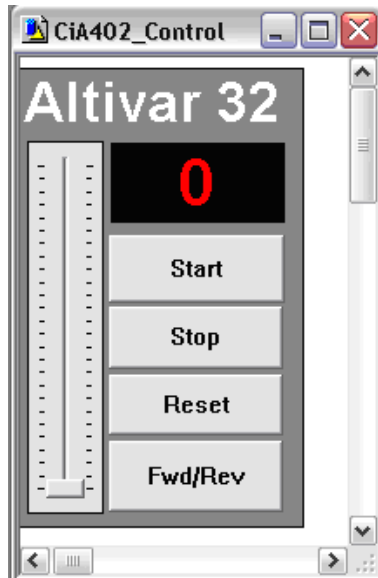 CiA402_Control
Altivar 32
0
Start
Stop
Reset
Fwd/Rev